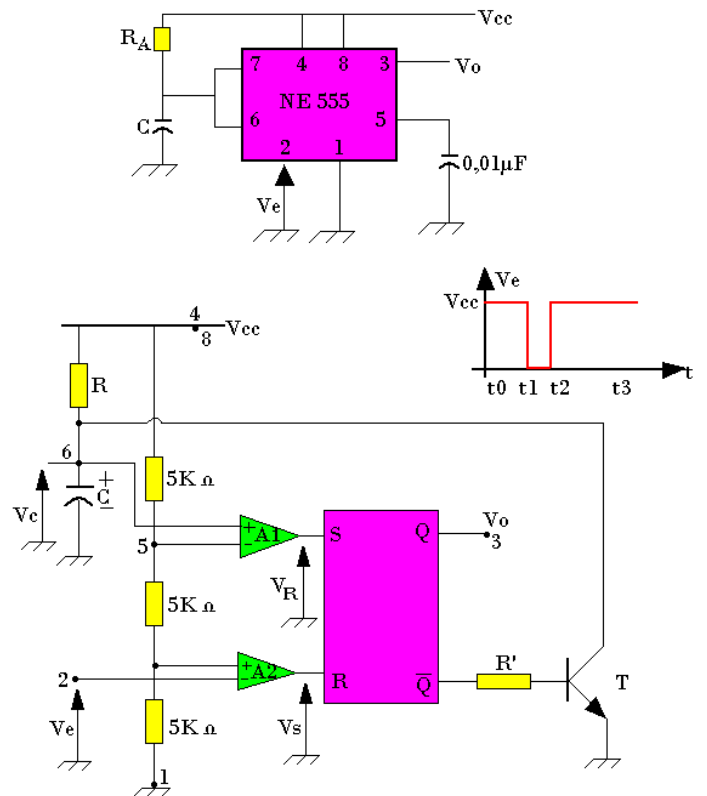 Vcc
R_A
7 4 8 3
Vo
NE 555
C
6 5
2 1
0,01µF
Ve
Ve
Vcc
t
t0 t1 t2 t3
4
8 Vcc
R
6
+
5K Ω
C
-
Vc
+
A1
-
S Q
Vo
3
5
V_R
5K Ω
+
A2
-
R Q̅
R'
T
2
Ve
5K Ω
Vs
1